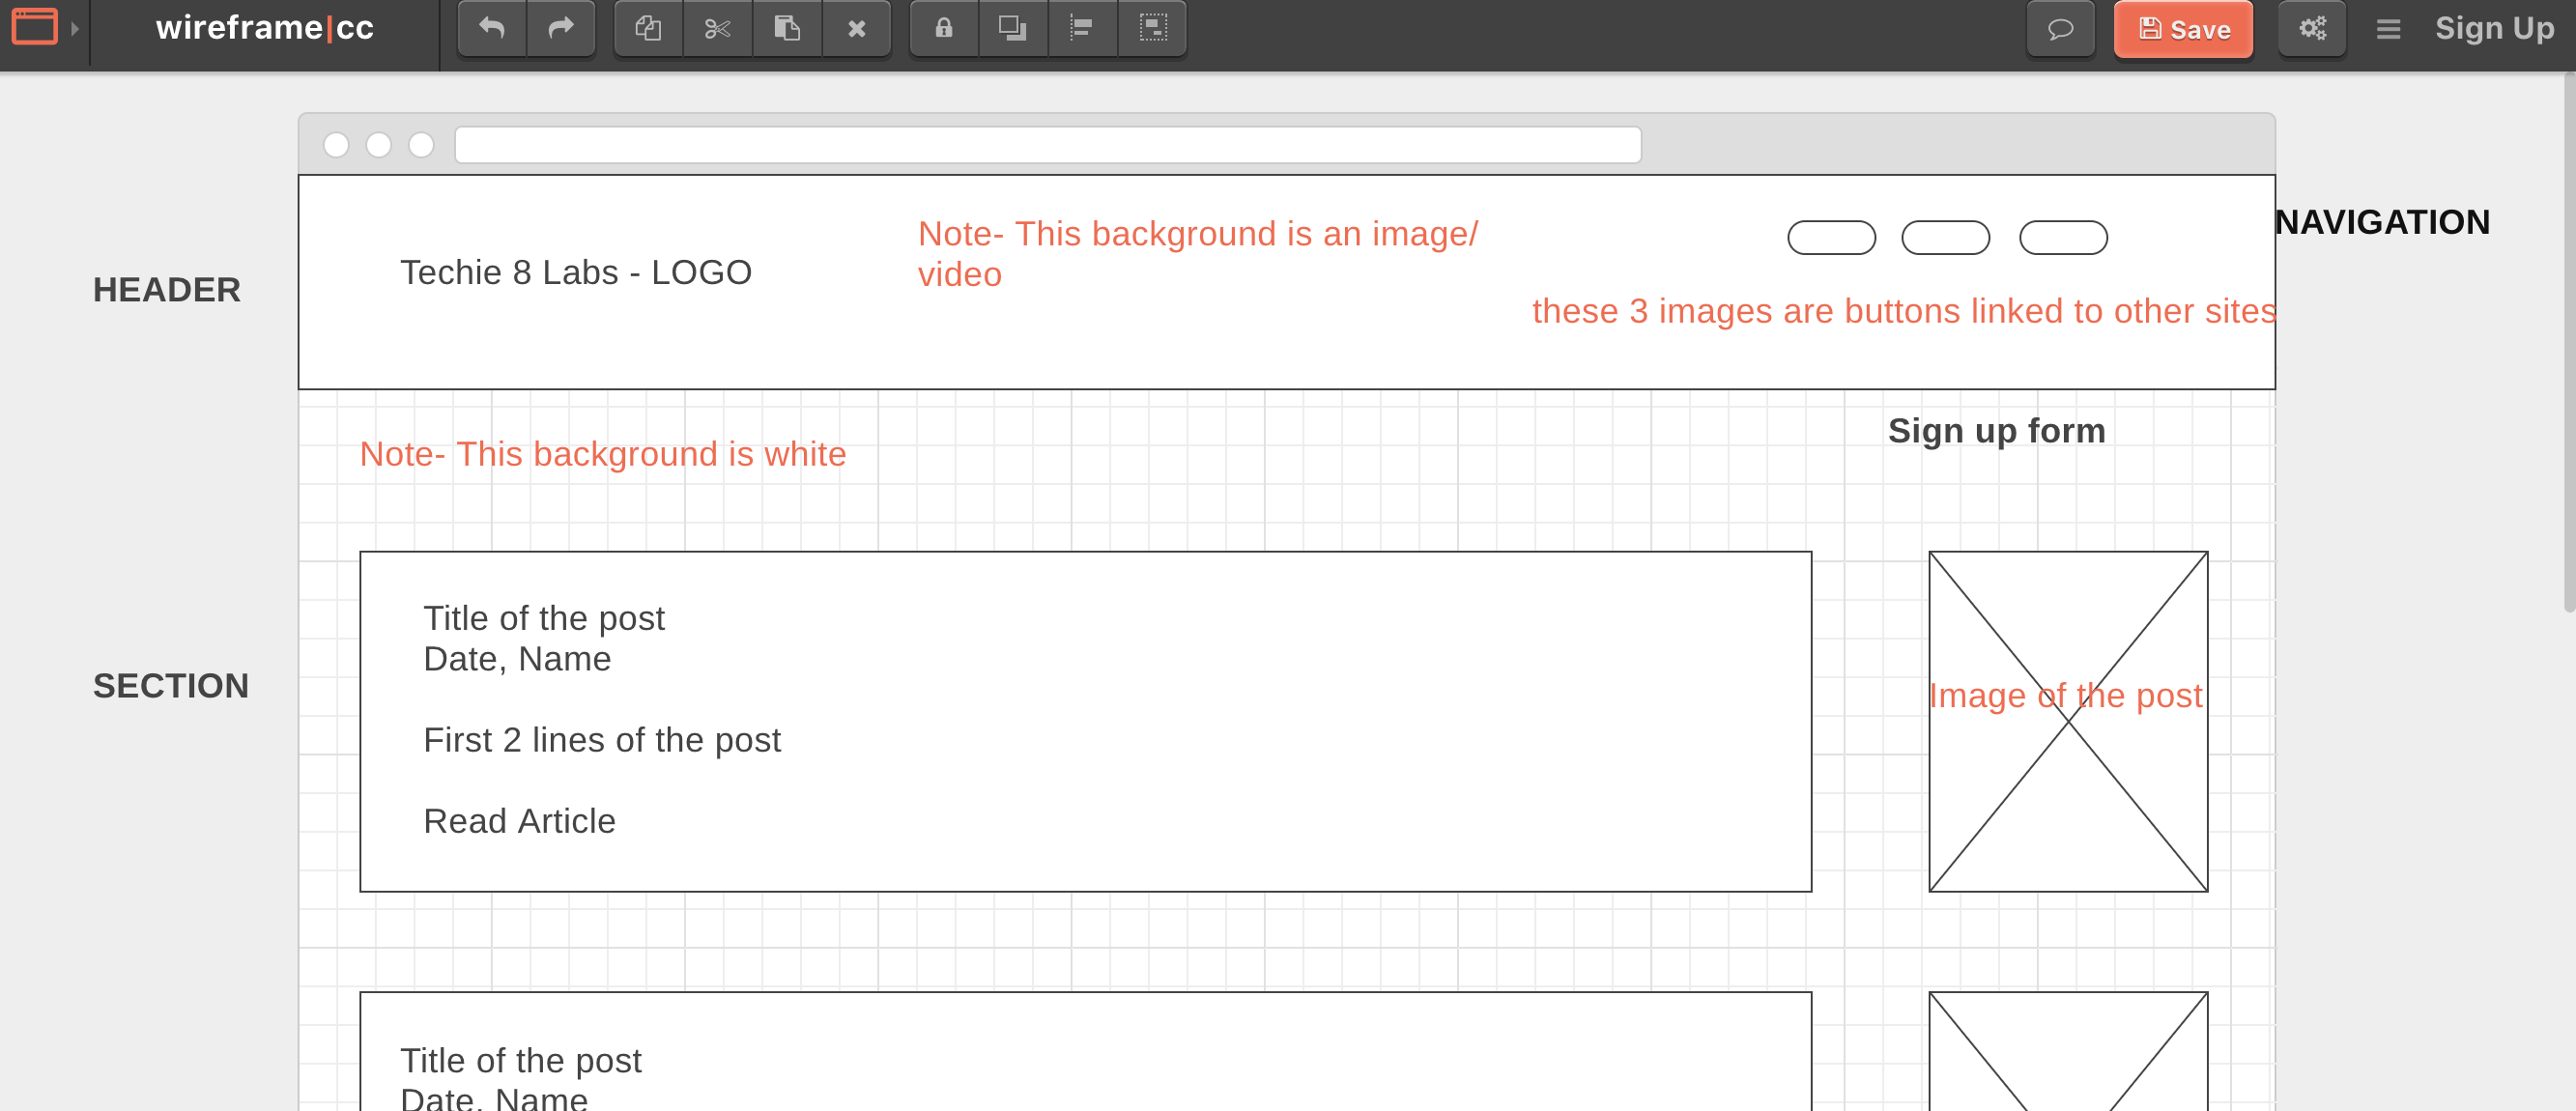 wireframe|cc
Save
Sign Up
NAVIGATION
HEADER
Techie 8 Labs - LOGO
Note- This background is an image/
video
these 3 images are buttons linked to other sites
Sign up form
Note- This background is white
SECTION
Title of the post
Date, Name
First 2 lines of the post
Read Article
Image of the post
Title of the post
Date, Name